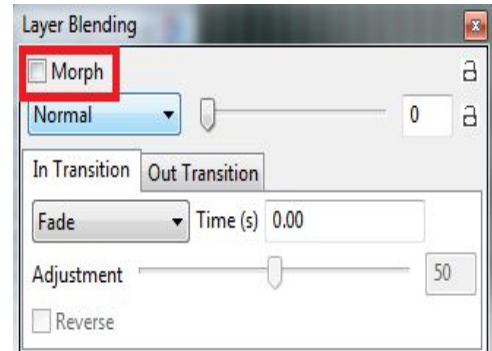 Layer Blending
Morph
Normal 0
In Transition Out Transition
Fade Time (s) 0.00
Adjustment 50
Reverse